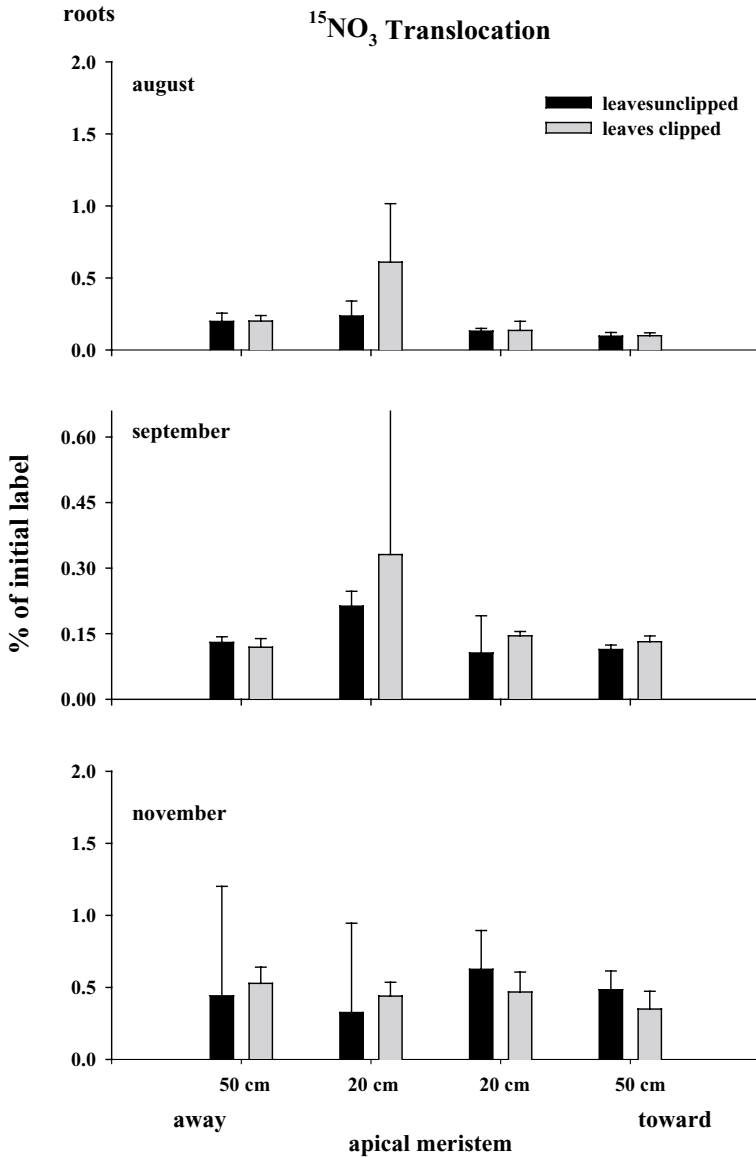 roots
¹⁵NO₃ Translocation
august
leavesunclipped
leaves clipped
2.0
1.5
1.0
0.5
0.0
september
0.60
0.45
0.30
0.15
0.00
% of initial label
november
2.0
1.5
1.0
0.5
0.0
50 cm 20 cm 20 cm 50 cm
away toward
apical meristem